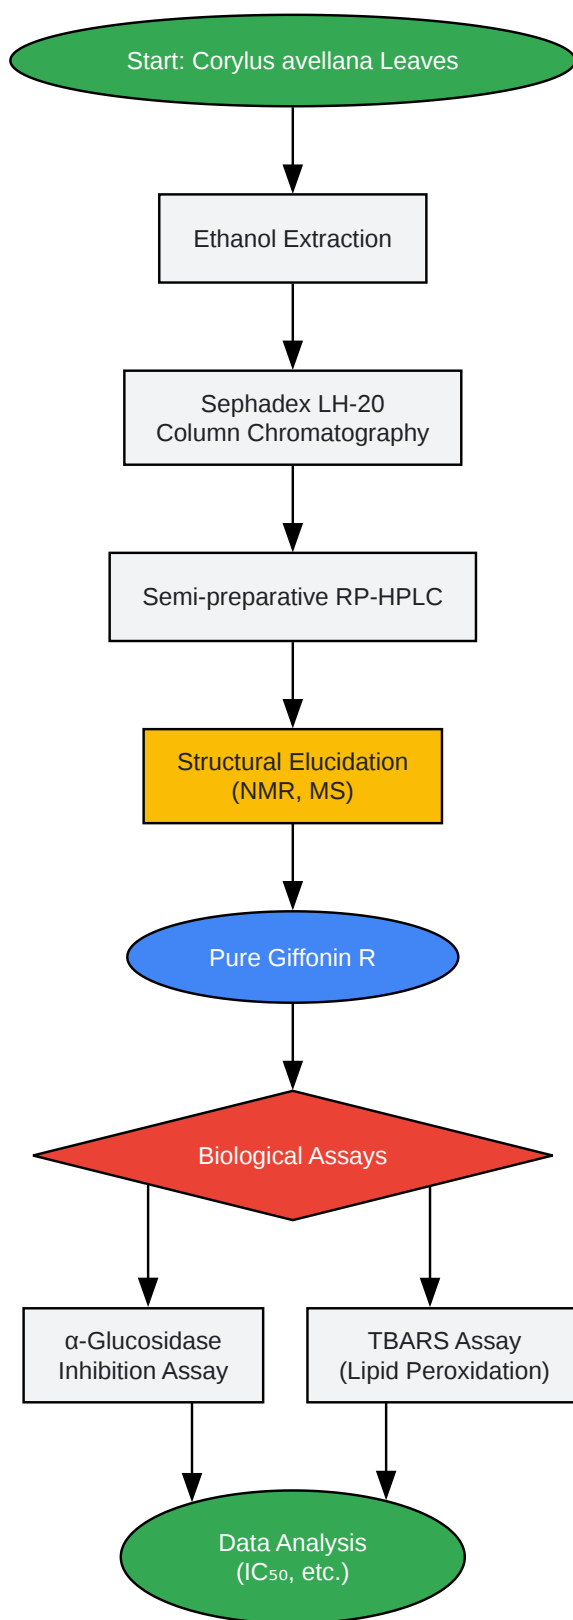 Start: Corylus avellana Leaves
Ethanol Extraction
Sephadex LH-20
Column Chromatography
Semi-preparative RP-HPLC
Structural Elucidation
(NMR, MS)
Pure Giffonin R
Biological Assays
α-Glucosidase
Inhibition Assay
TBARS Assay
(Lipid Peroxidation)
Data Analysis
(IC₅₀, etc.)